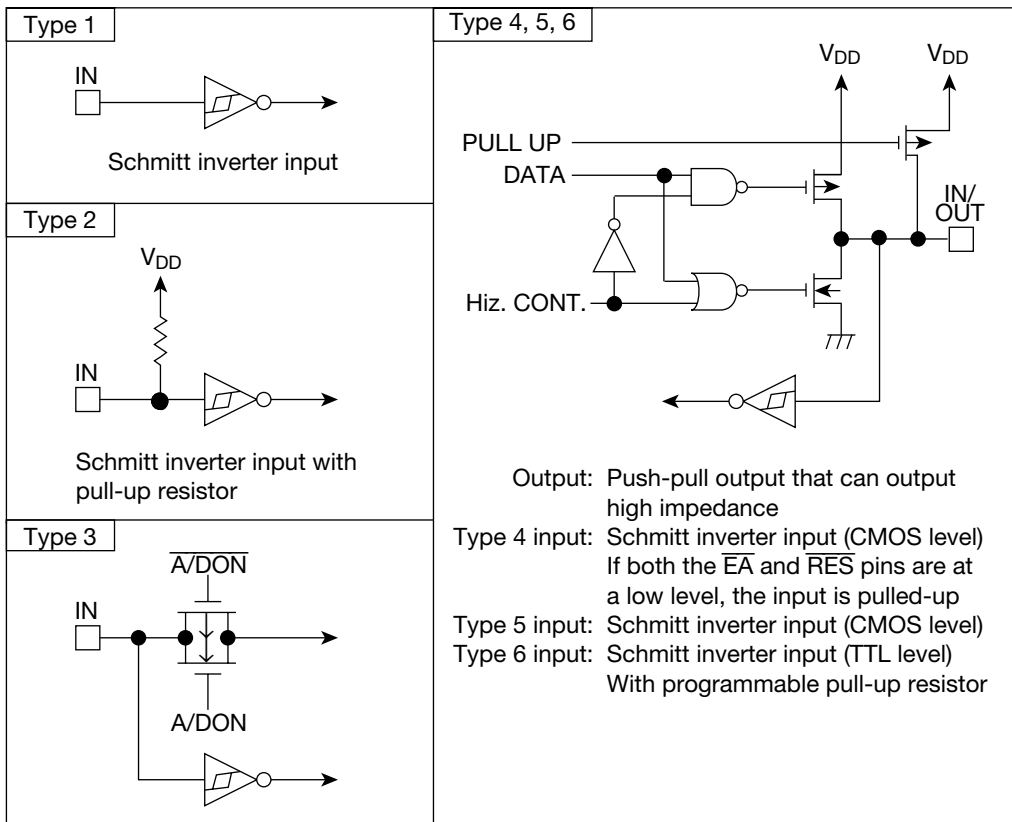 Type 1
IN
Schmitt inverter input
Type 2
VDD
IN
Schmitt inverter input with
pull-up resistor
Type 3
A/DON
IN
A/DON
Type 4, 5, 6
VDD
VDD
PULL UP
DATA
IN/
OUT
Hiz. CONT.
Output: Push-pull output that can output
high impedance
Type 4 input: Schmitt inverter input (CMOS level)
If both the EA and RES pins are at
a low level, the input is pulled-up
Type 5 input: Schmitt inverter input (CMOS level)
Type 6 input: Schmitt inverter input (TTL level)
With programmable pull-up resistor